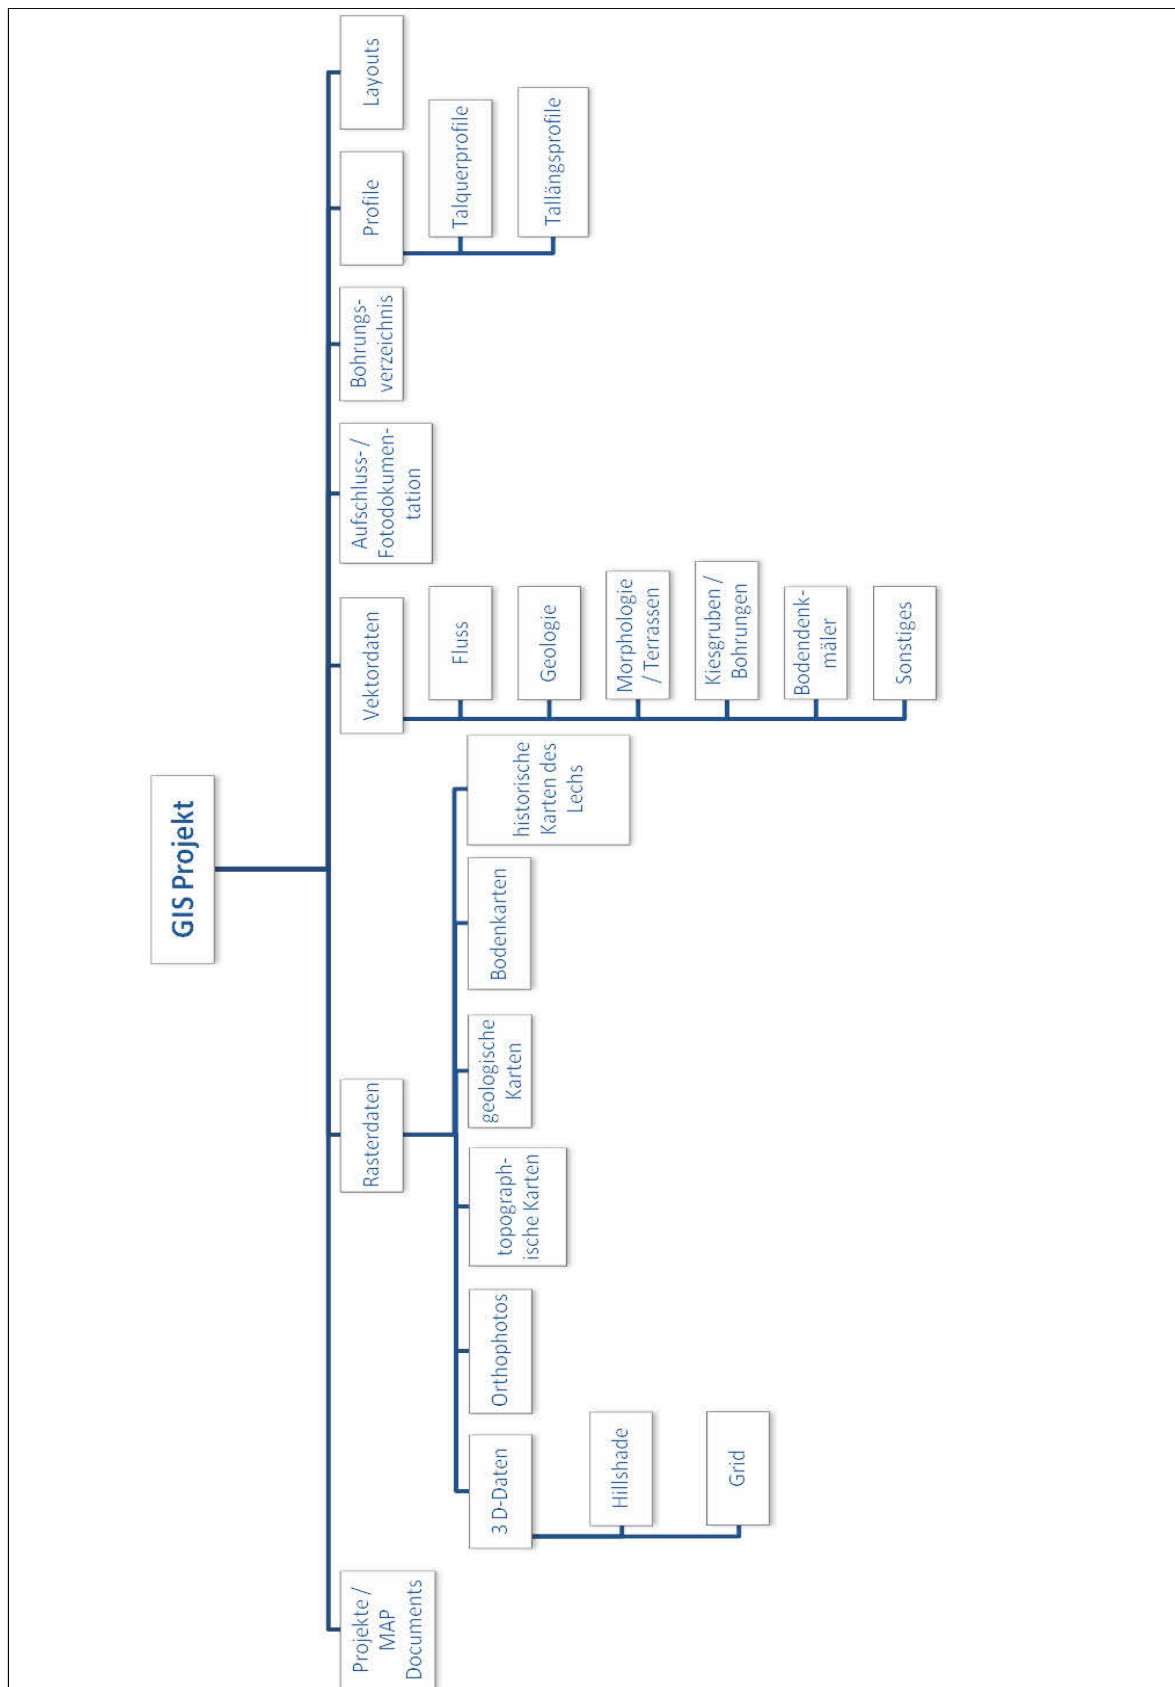 GIS Projekt
Projekte /
MAP
Documents
Rasterdaten
3 D-Daten
Hillshade
Grid
Orthophotos
topograph-
ische Karten
geologische
Karten
Bodenkarten
historische
Karten des
Lechs
Vektordaten
Fluss
Geologie
Morphologie
/ Terrassen
Kiesgruben /
Bohrungen
Bodendenk-
mäler
Sonstiges
Aufschluss- /
Fotodokumen-
tation
Bohrungs-
verzeichnis
Profile
Talquerprofile
Tallängsprofile
Layouts